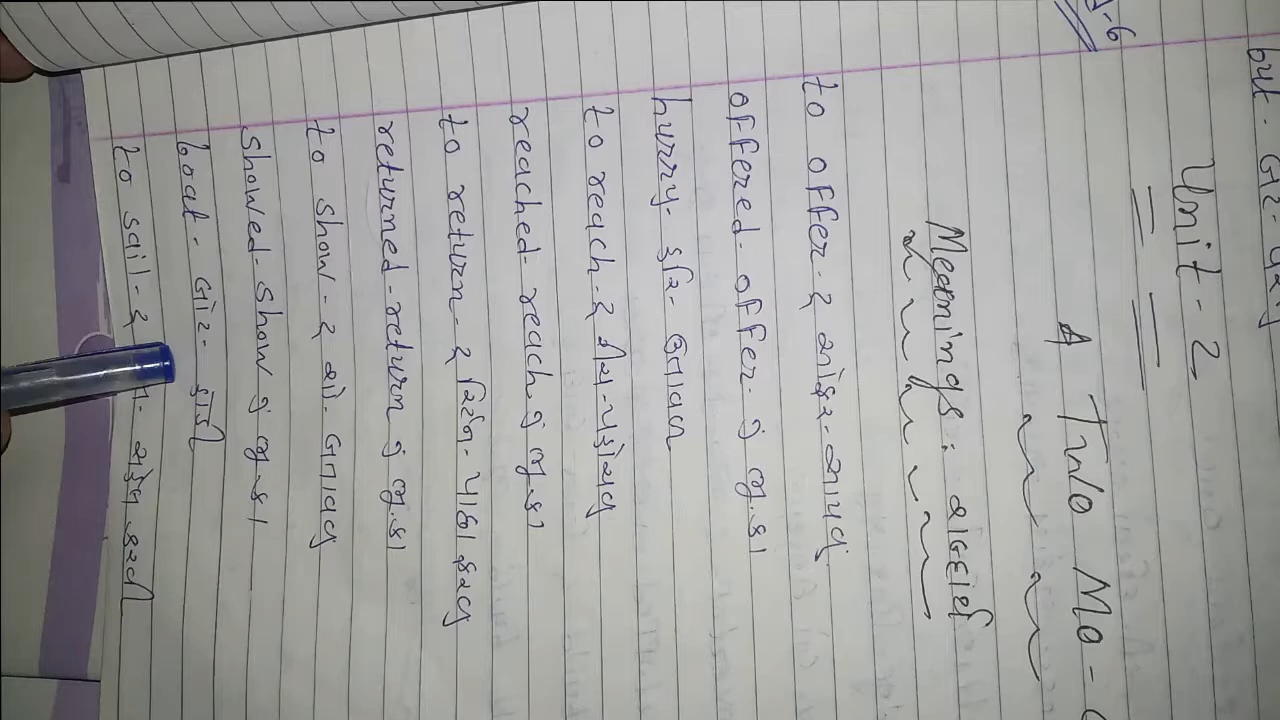 Unit-2
A Two Mo-
Meanings: શબ્દાર્થ
to offer - ટુ ઓફર - આપવું
offered - offer નું ભૂ.કા
hurry - હરી - ઉતાવળ
to reach - ટુ રીચ - પહોંચવું
reached - reach નું ભૂ.કા
to return - ટુ રિટર્ન - પાછા ફરવું
returned - return નું ભૂ.કા
to show - ટુ શો - બતાવવું
showed - show નું ભૂ.કા
boat - બોટ - હોડી
to sail - ટુ